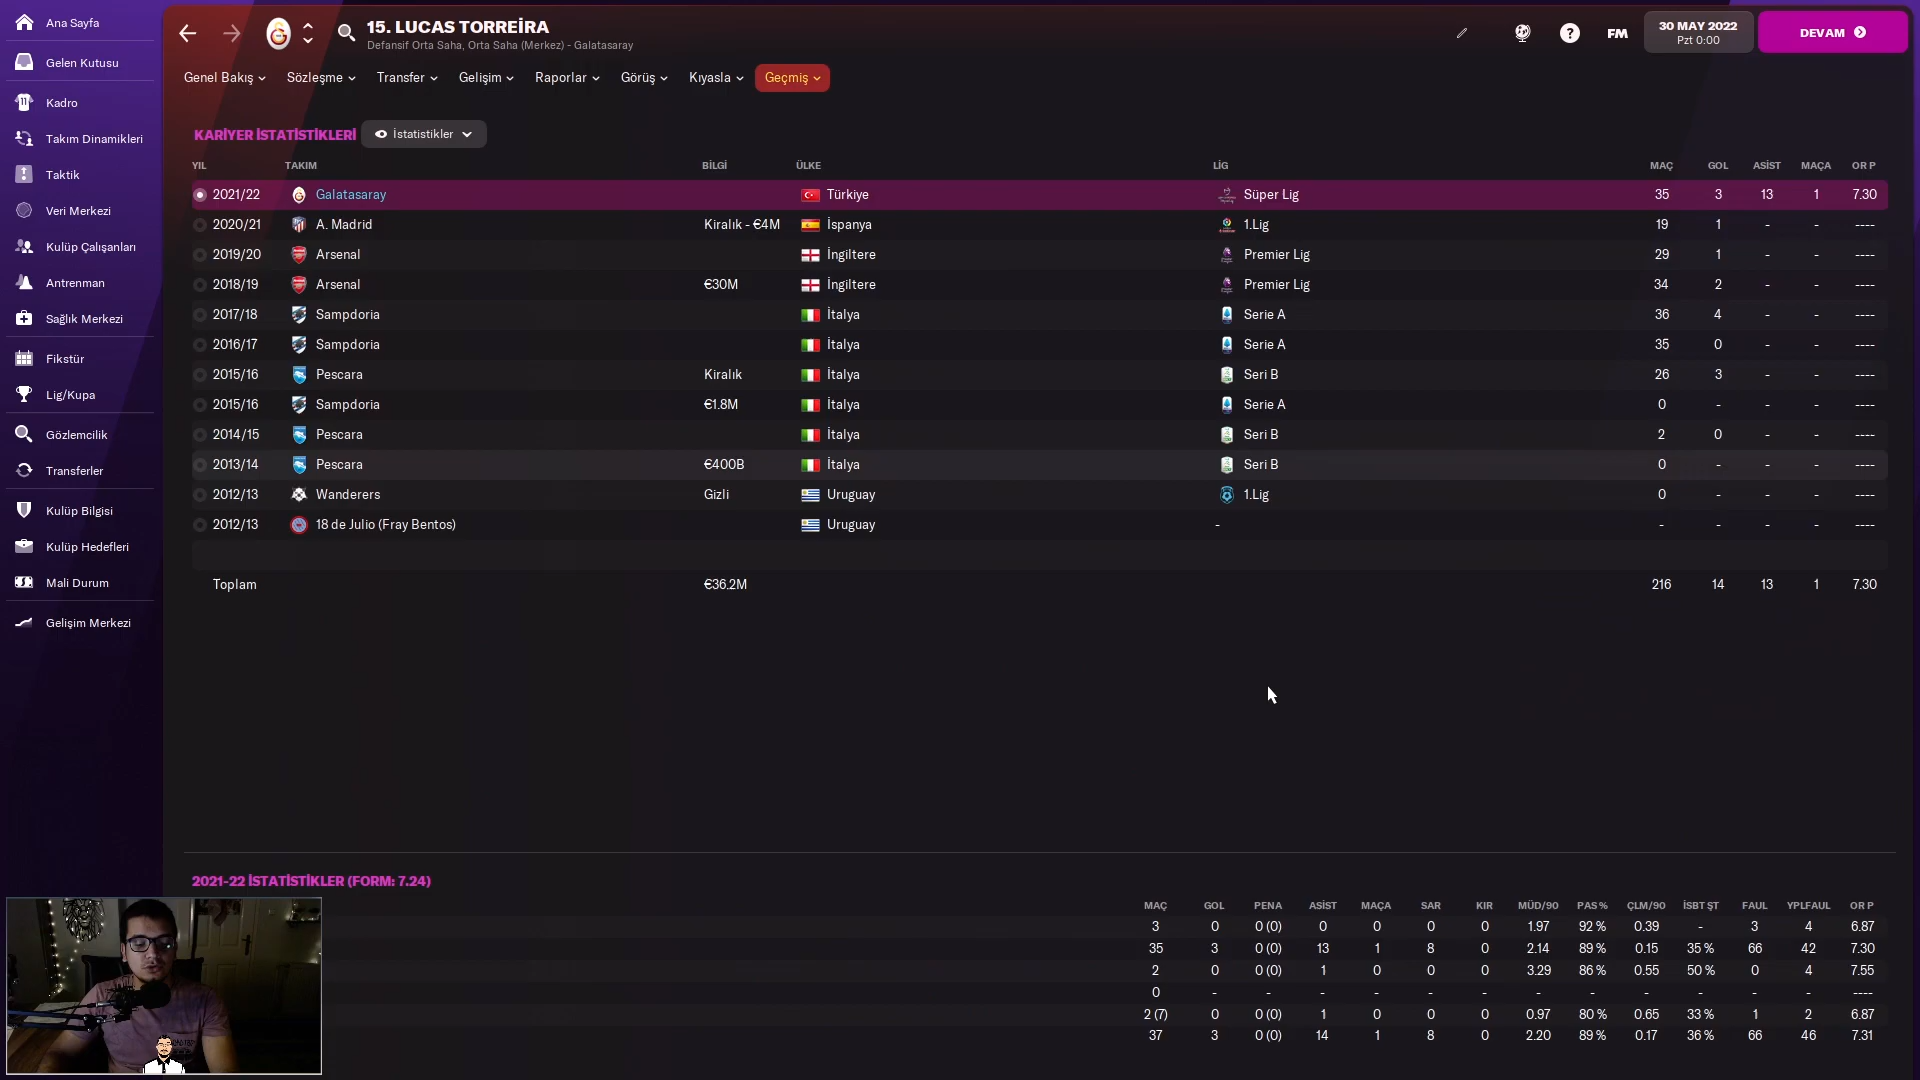 Ana Sayfa
Gelen Kutusu
Kadro
Takım Dinamikleri
Taktik
Veri Merkezi
Kulüp Çalışanları
Antrenman
Sağlık Merkezi
Fikstür
Lig/Kupa
Gözlemcilik
Transferler
Kulüp Bilgisi
Kulüp Hedefleri
Mali Durum
Gelişim Merkezi
15. LUCAS TORREİRA
Defansif Orta Saha, Orta Saha (Merkez) - Galatasaray
FM
30 MAY 2022
Pzt 0:00
DEVAM
Genel Bakış Sözleşme Transfer Gelişim Raporlar Görüş Kıyasla Geçmiş
KARİYER İSTATİSTİKLERİ İstatistikler
YIL TAKIM BİLGİ ÜLKE LİG MAÇ GOL ASİST MAÇA OR P
2021/22 Galatasaray Türkiye Süper Lig 35 3 13 1 7.30
2020/21 A. Madrid Kiralık - €4M İspanya 1.Lig 19 1 - - ----
2019/20 Arsenal İngiltere Premier Lig 29 1 - - ----
2018/19 Arsenal €30M İngiltere Premier Lig 34 2 - - ----
2017/18 Sampdoria İtalya Serie A 36 4 - - ----
2016/17 Sampdoria İtalya Serie A 35 0 - - ----
2015/16 Pescara Kiralık İtalya Seri B 26 3 - - ----
2015/16 Sampdoria €1.8M İtalya Serie A 0 - - - ----
2014/15 Pescara İtalya Seri B 2 0 - - ----
2013/14 Pescara €400B İtalya Seri B 0 - - - ----
2012/13 Wanderers Gizli Uruguay 1.Lig 0 - - - ----
2012/13 18 de Julio (Fray Bentos) Uruguay - - - - - ----
Toplam €36.2M 216 14 13 1 7.30
2021-22 İSTATİSTİKLER (FORM: 7.24)
MAÇ GOL PENA ASİST MAÇA SAR KIR MÜD/90 PAS % ÇLM/90 İSBT ŞT FAUL YPLFAUL OR P
3 0 0 (0) 0 0 0 0 1.97 92 % 0.39 - 3 4 6.87
35 3 0 (0) 13 1 8 0 2.14 89 % 0.15 35 % 66 42 7.30
2 0 0 (0) 1 0 0 0 3.29 86 % 0.55 50 % 0 4 7.55
0 - - - - - - - - - - - - ----
2 (7) 0 0 (0) 1 0 0 0 0.97 80 % 0.65 33 % 1 2 6.87
37 3 0 (0) 14 1 8 0 2.20 89 % 0.17 36 % 66 46 7.31